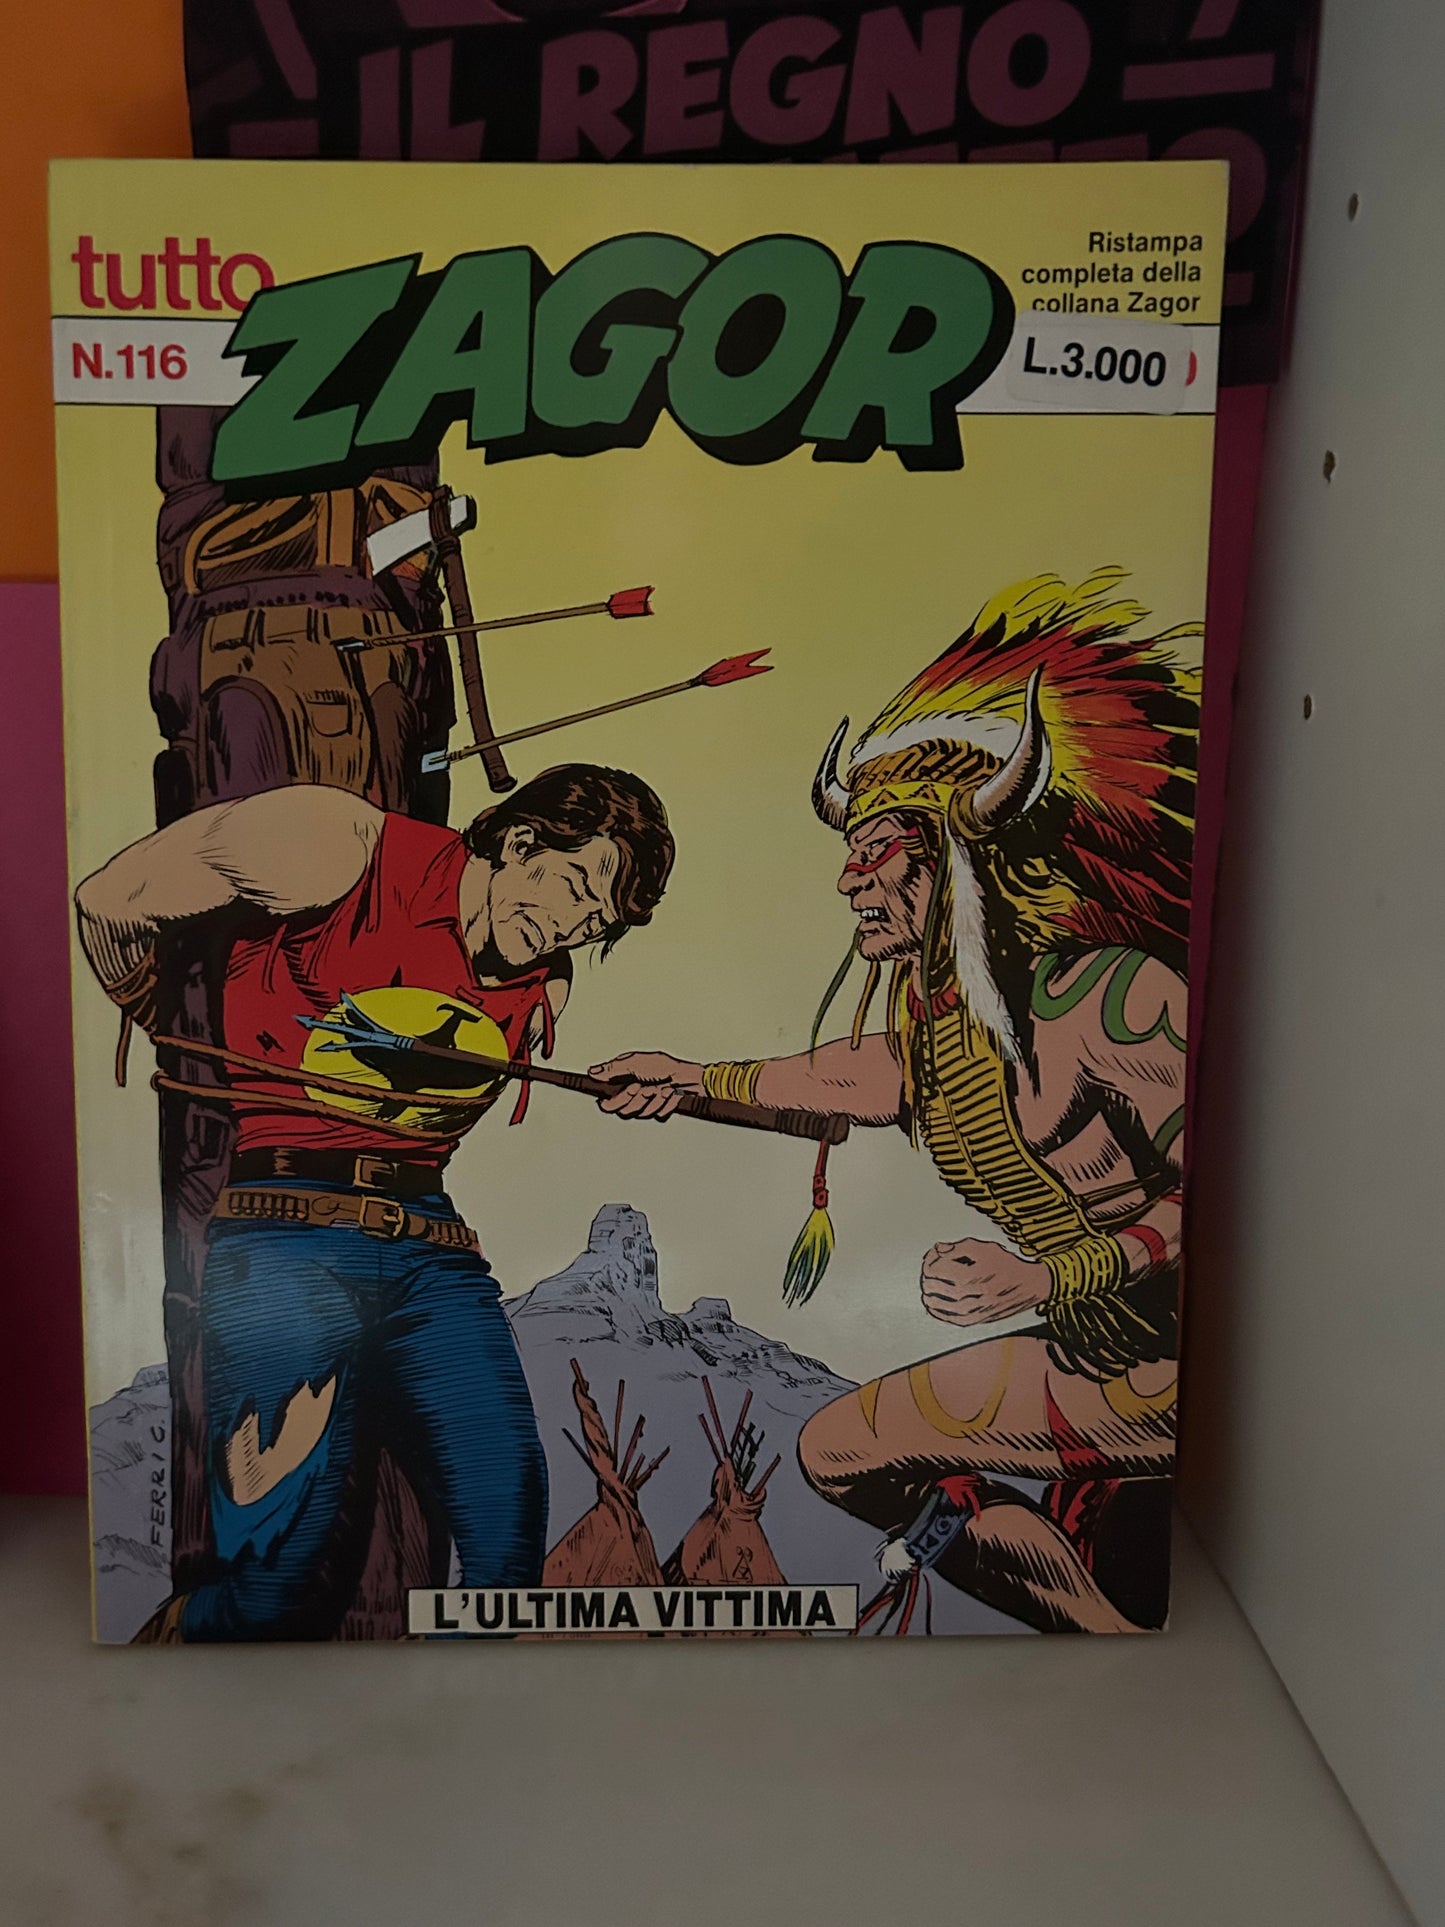 IL REGNO
tutto
ZAGOR
Ristampa
completa della
collana Zagor
N.116
L.3.000
FERRI G.
L'ULTIMA VITTIMA